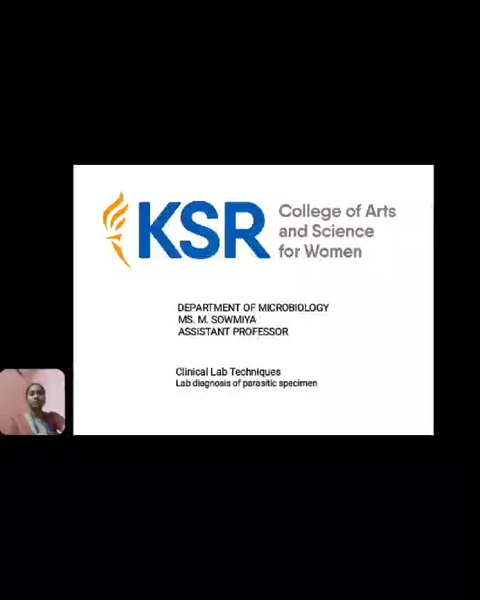 KSR
College of Arts
and Science
for Women
DEPARTMENT OF MICROBIOLOGY
MS. M. SOWMIYA
ASSISTANT PROFESSOR
Clinical Lab Techniques
Lab diagnosis of parasitic specimen